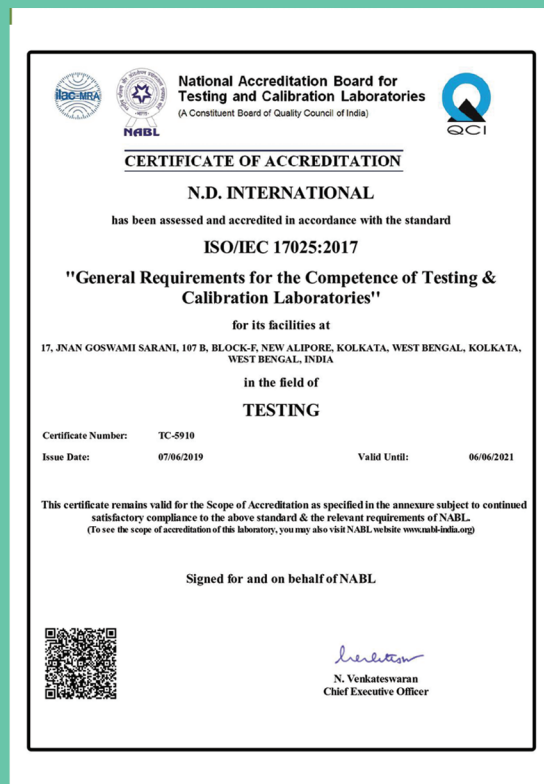 ilac-MRA
NABL
National Accreditation Board for
Testing and Calibration Laboratories
(A Constituent Board of Quality Council of India)
QCI
CERTIFICATE OF ACCREDITATION
N.D. INTERNATIONAL
has been assessed and accredited in accordance with the standard
ISO/IEC 17025:2017
"General Requirements for the Competence of Testing &
Calibration Laboratories"
for its facilities at
17, JNAN GOSWAMI SARANI, 107 B, BLOCK-F, NEW ALIPORE, KOLKATA, WEST BENGAL, KOLKATA,
WEST BENGAL, INDIA
in the field of
TESTING
Certificate Number: TC-5910
Issue Date: 07/06/2019 Valid Until: 06/06/2021
This certificate remains valid for the Scope of Accreditation as specified in the annexure subject to continued
satisfactory compliance to the above standard & the relevant requirements of NABL.
(To see the scope of accreditation of this laboratory, you may also visit NABL website www.nabl-india.org)
Signed for and on behalf of NABL
N. Venkateswaran
Chief Executive Officer